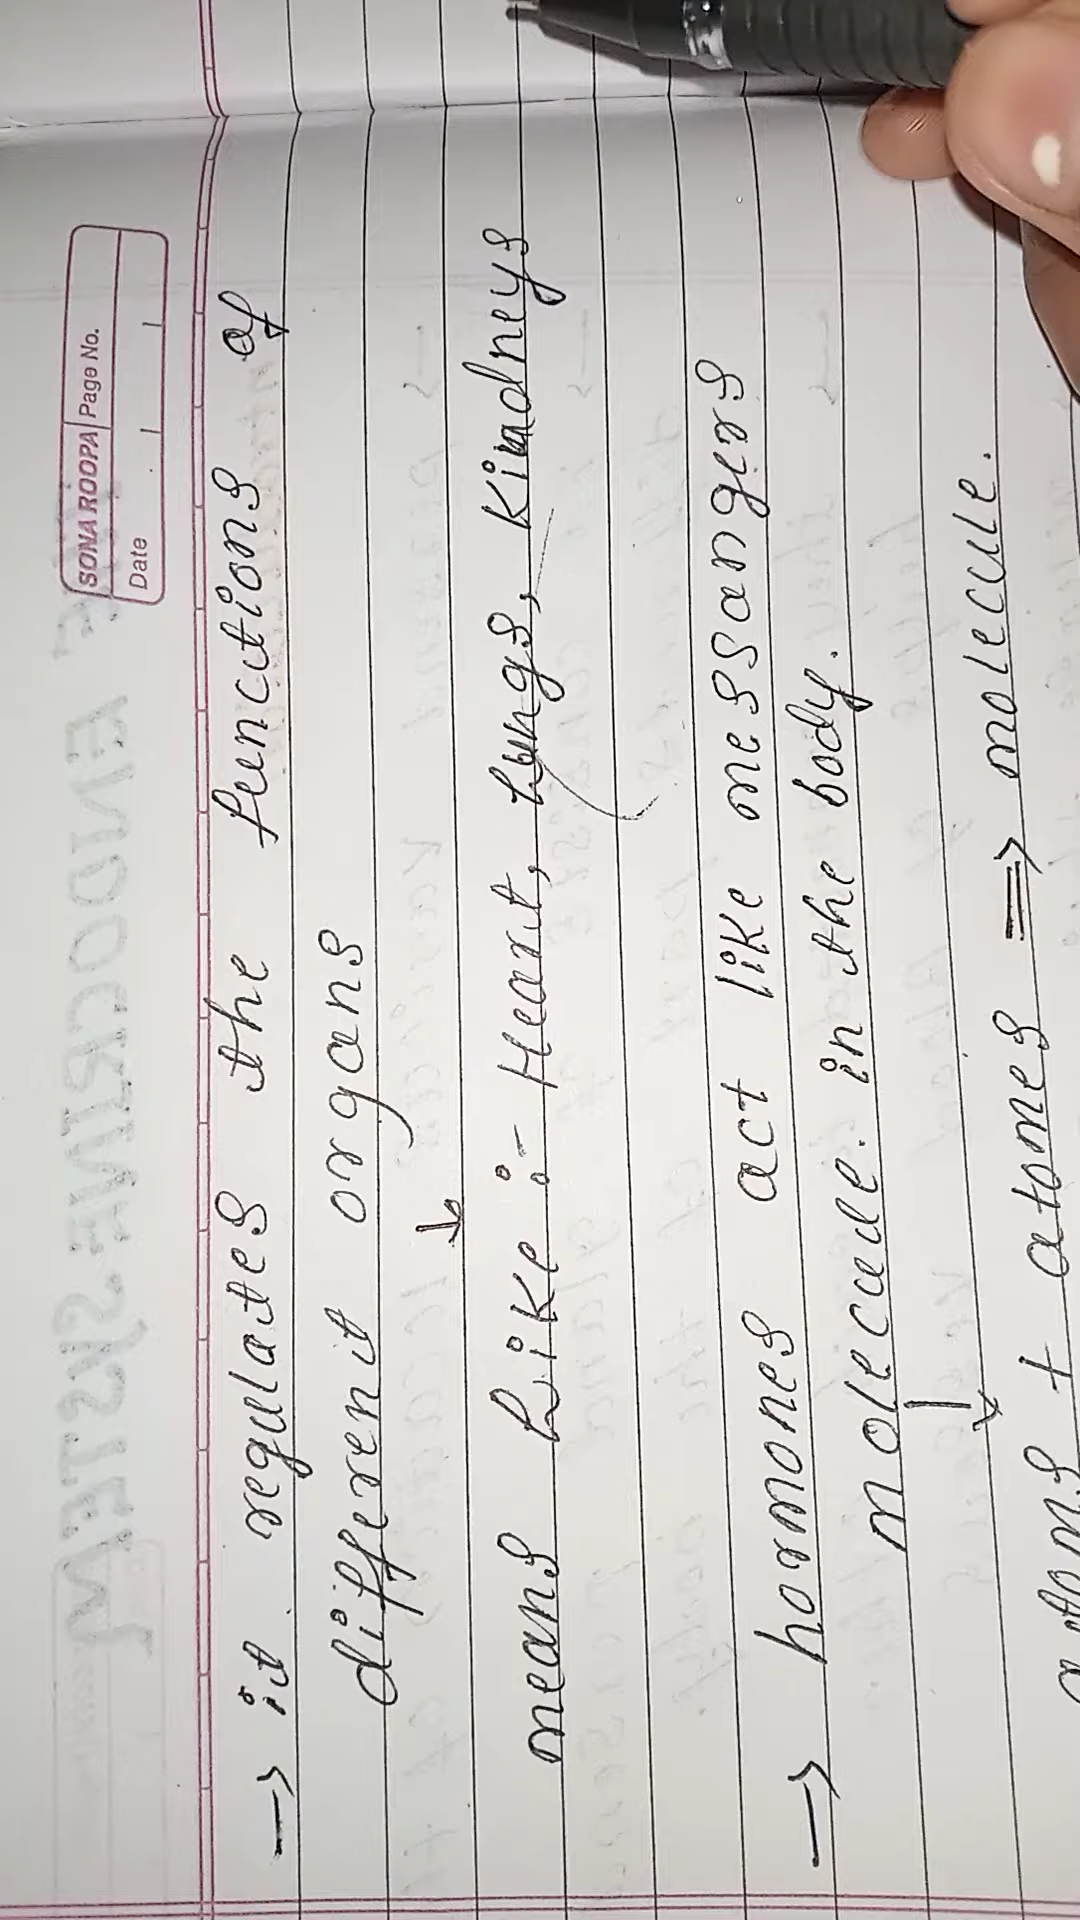 SONA ROOPA Page No.
Date
→ it regulates the functions of
different organs
↓
means Like :- Heart, Lungs, Kindneys
→ hormones act like messangers
molecule in the body.
↓
atoms + atomes ⇒ molecule.